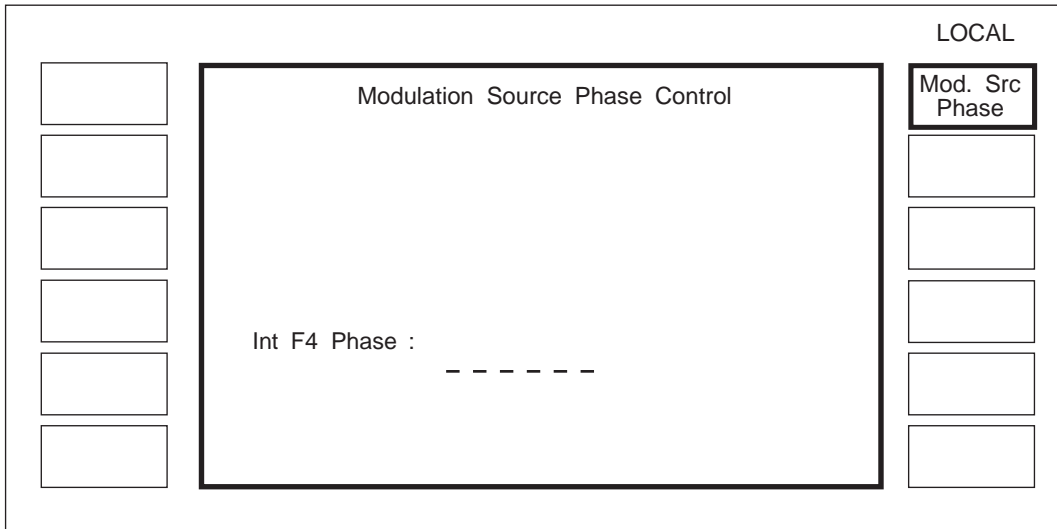 LOCAL
Modulation Source Phase Control
Mod. Src
Phase
Int F4 Phase :
_ _ _ _ _ _